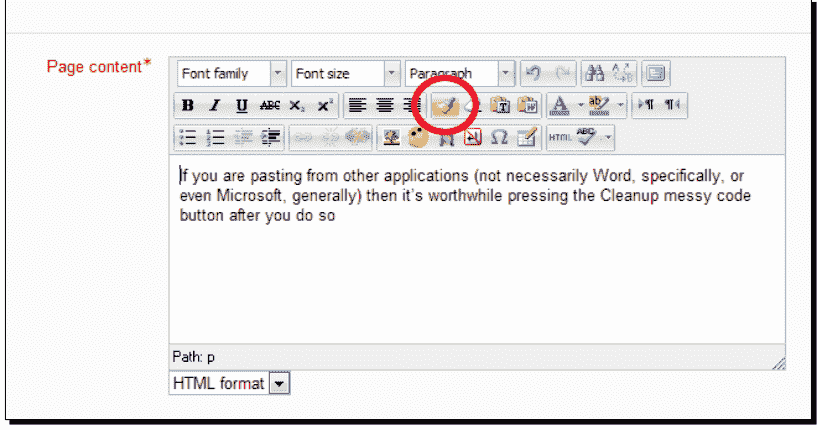 Page content*
Font family Font size Paragraph
B I U ABC X₂ X²
Ω HTML ABC
If you are pasting from other applications (not necessarily Word, specifically, or
even Microsoft, generally) then it's worthwhile pressing the Cleanup messy code
button after you do so
Path: p
HTML format